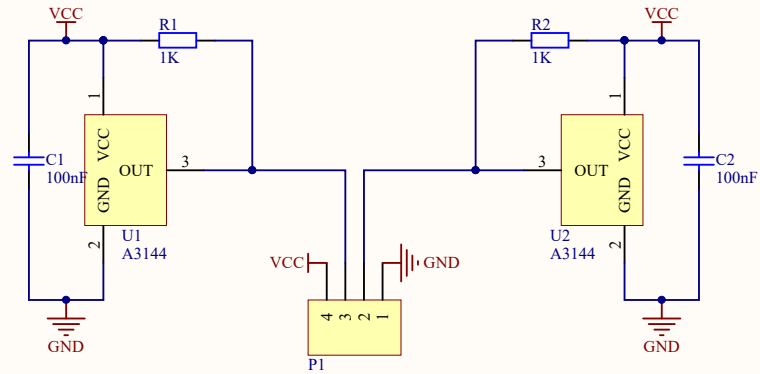 VCC
R1
1K
1
C1
100nF
VCC
GND
OUT
3
2
U1
A3144
GND
VCC
R2
1K
1
3
OUT
VCC
GND
C2
100nF
2
U2
A3144
GND
VCC
GND
4
3
2
1
P1